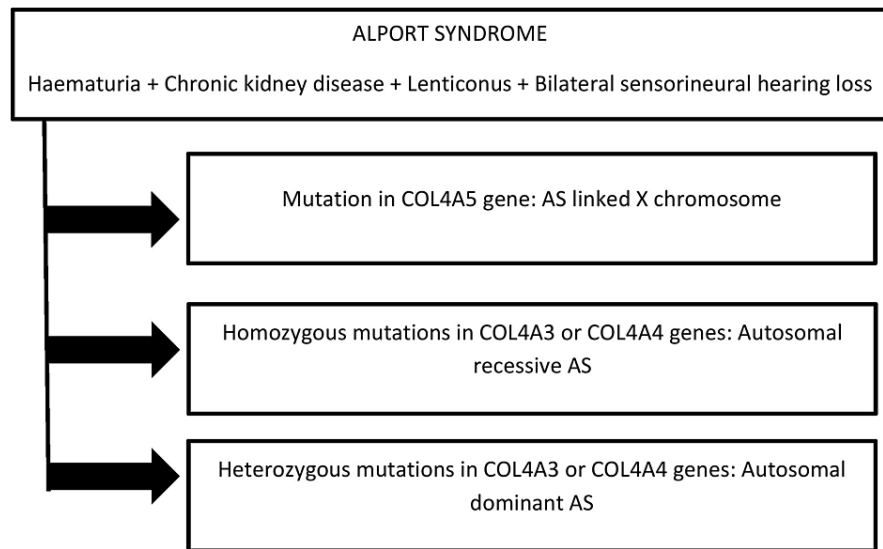 ALPORT SYNDROME
Haematuria + Chronic kidney disease + Lenticonus + Bilateral sensorineural hearing loss
Mutation in COL4A5 gene: AS linked X chromosome
Homozygous mutations in COL4A3 or COL4A4 genes: Autosomal
recessive AS
Heterozygous mutations in COL4A3 or COL4A4 genes: Autosomal
dominant AS